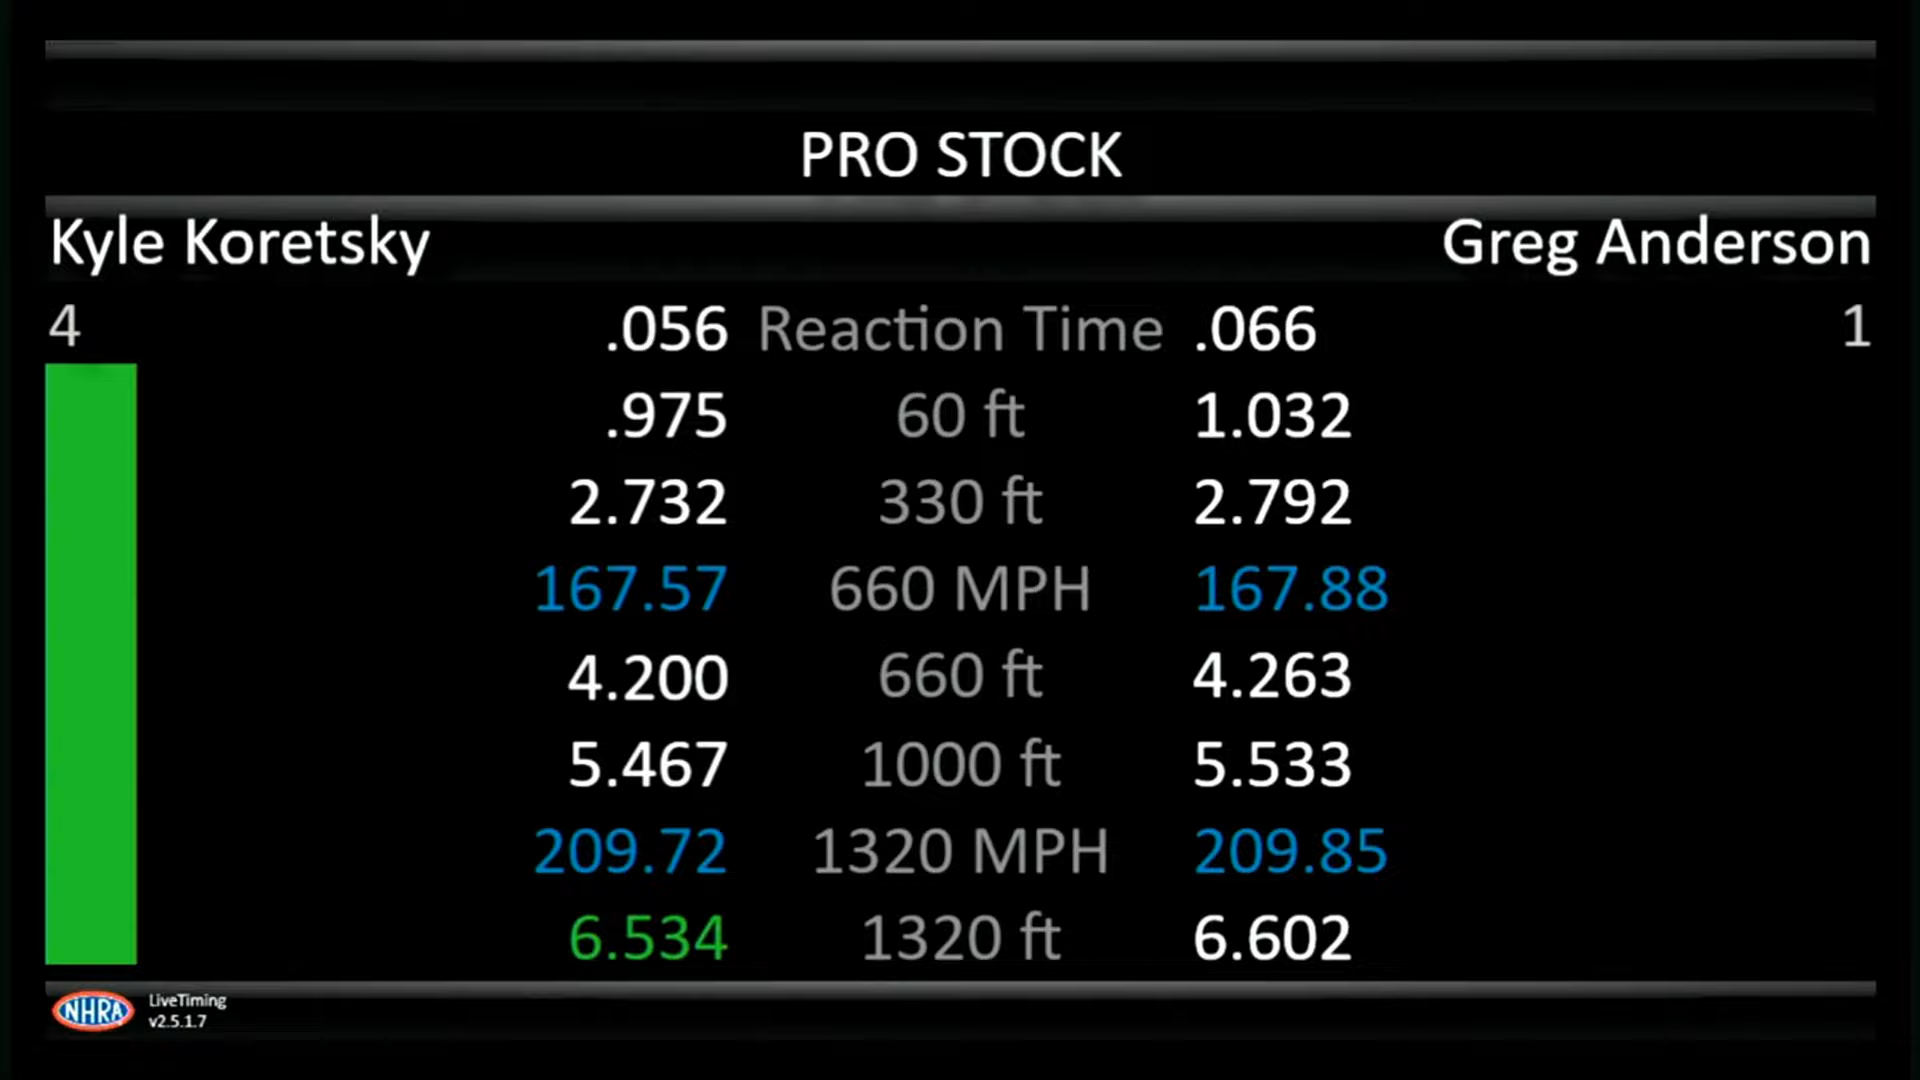 PRO STOCK
Kyle Koretsky Greg Anderson
4 .056 Reaction Time .066 1
.975 60 ft 1.032
2.732 330 ft 2.792
167.57 660 MPH 167.88
4.200 660 ft 4.263
5.467 1000 ft 5.533
209.72 1320 MPH 209.85
6.534 1320 ft 6.602
NHRA LiveTiming
v2.5.1.7